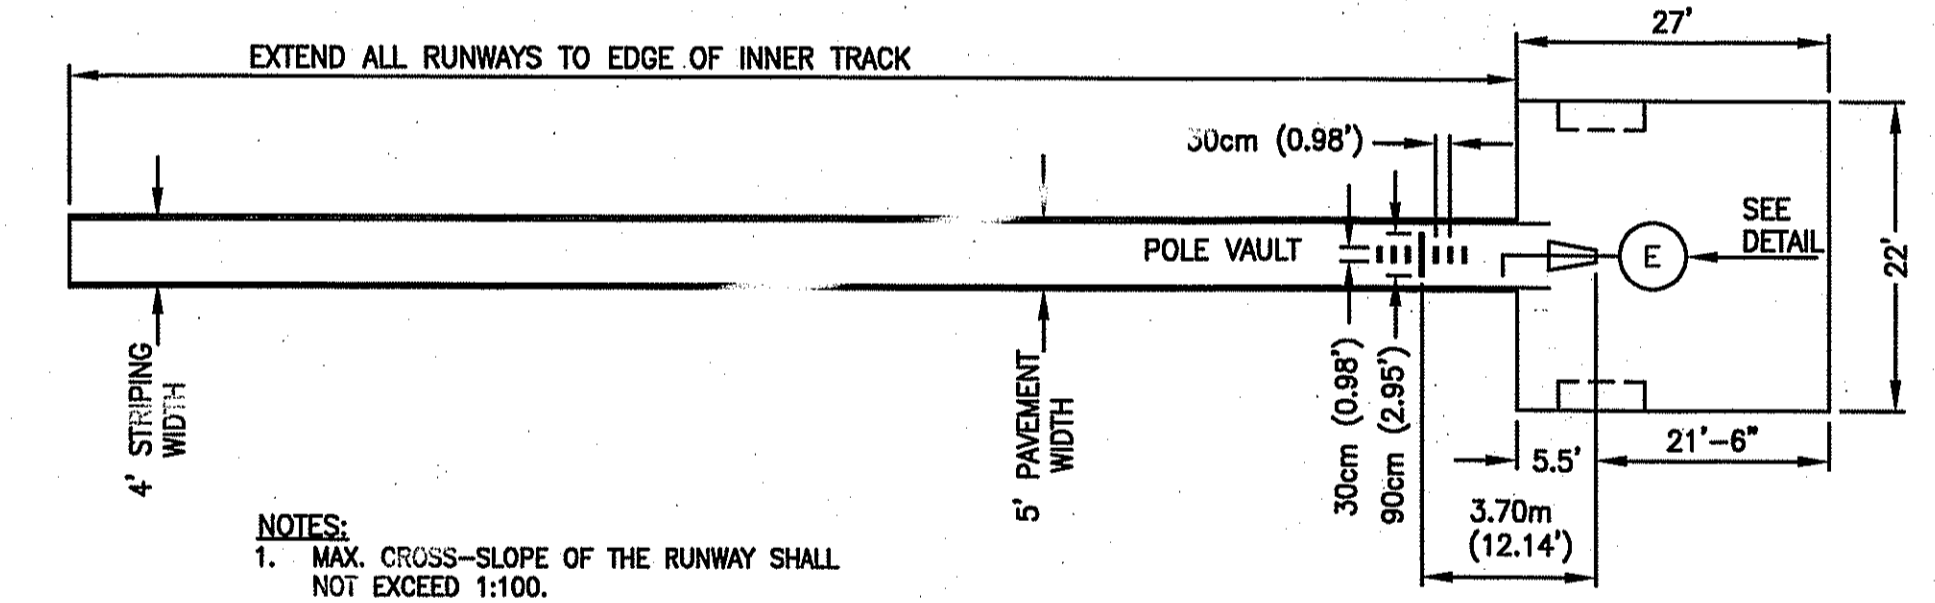 27'
EXTEND ALL RUNWAYS TO EDGE OF INNER TRACK
30cm (0.98')
SEE
DETAIL
POLE VAULT
E
22'
4' STRIPING
WIDTH
5' PAVEMENT
WIDTH
30cm (0.98')
90cm (2.95')
5.5'
21'-6"
3.70m
(12.14')
NOTES:
1. MAX. CROSS-SLOPE OF THE RUNWAY SHALL
NOT EXCEED 1:100.